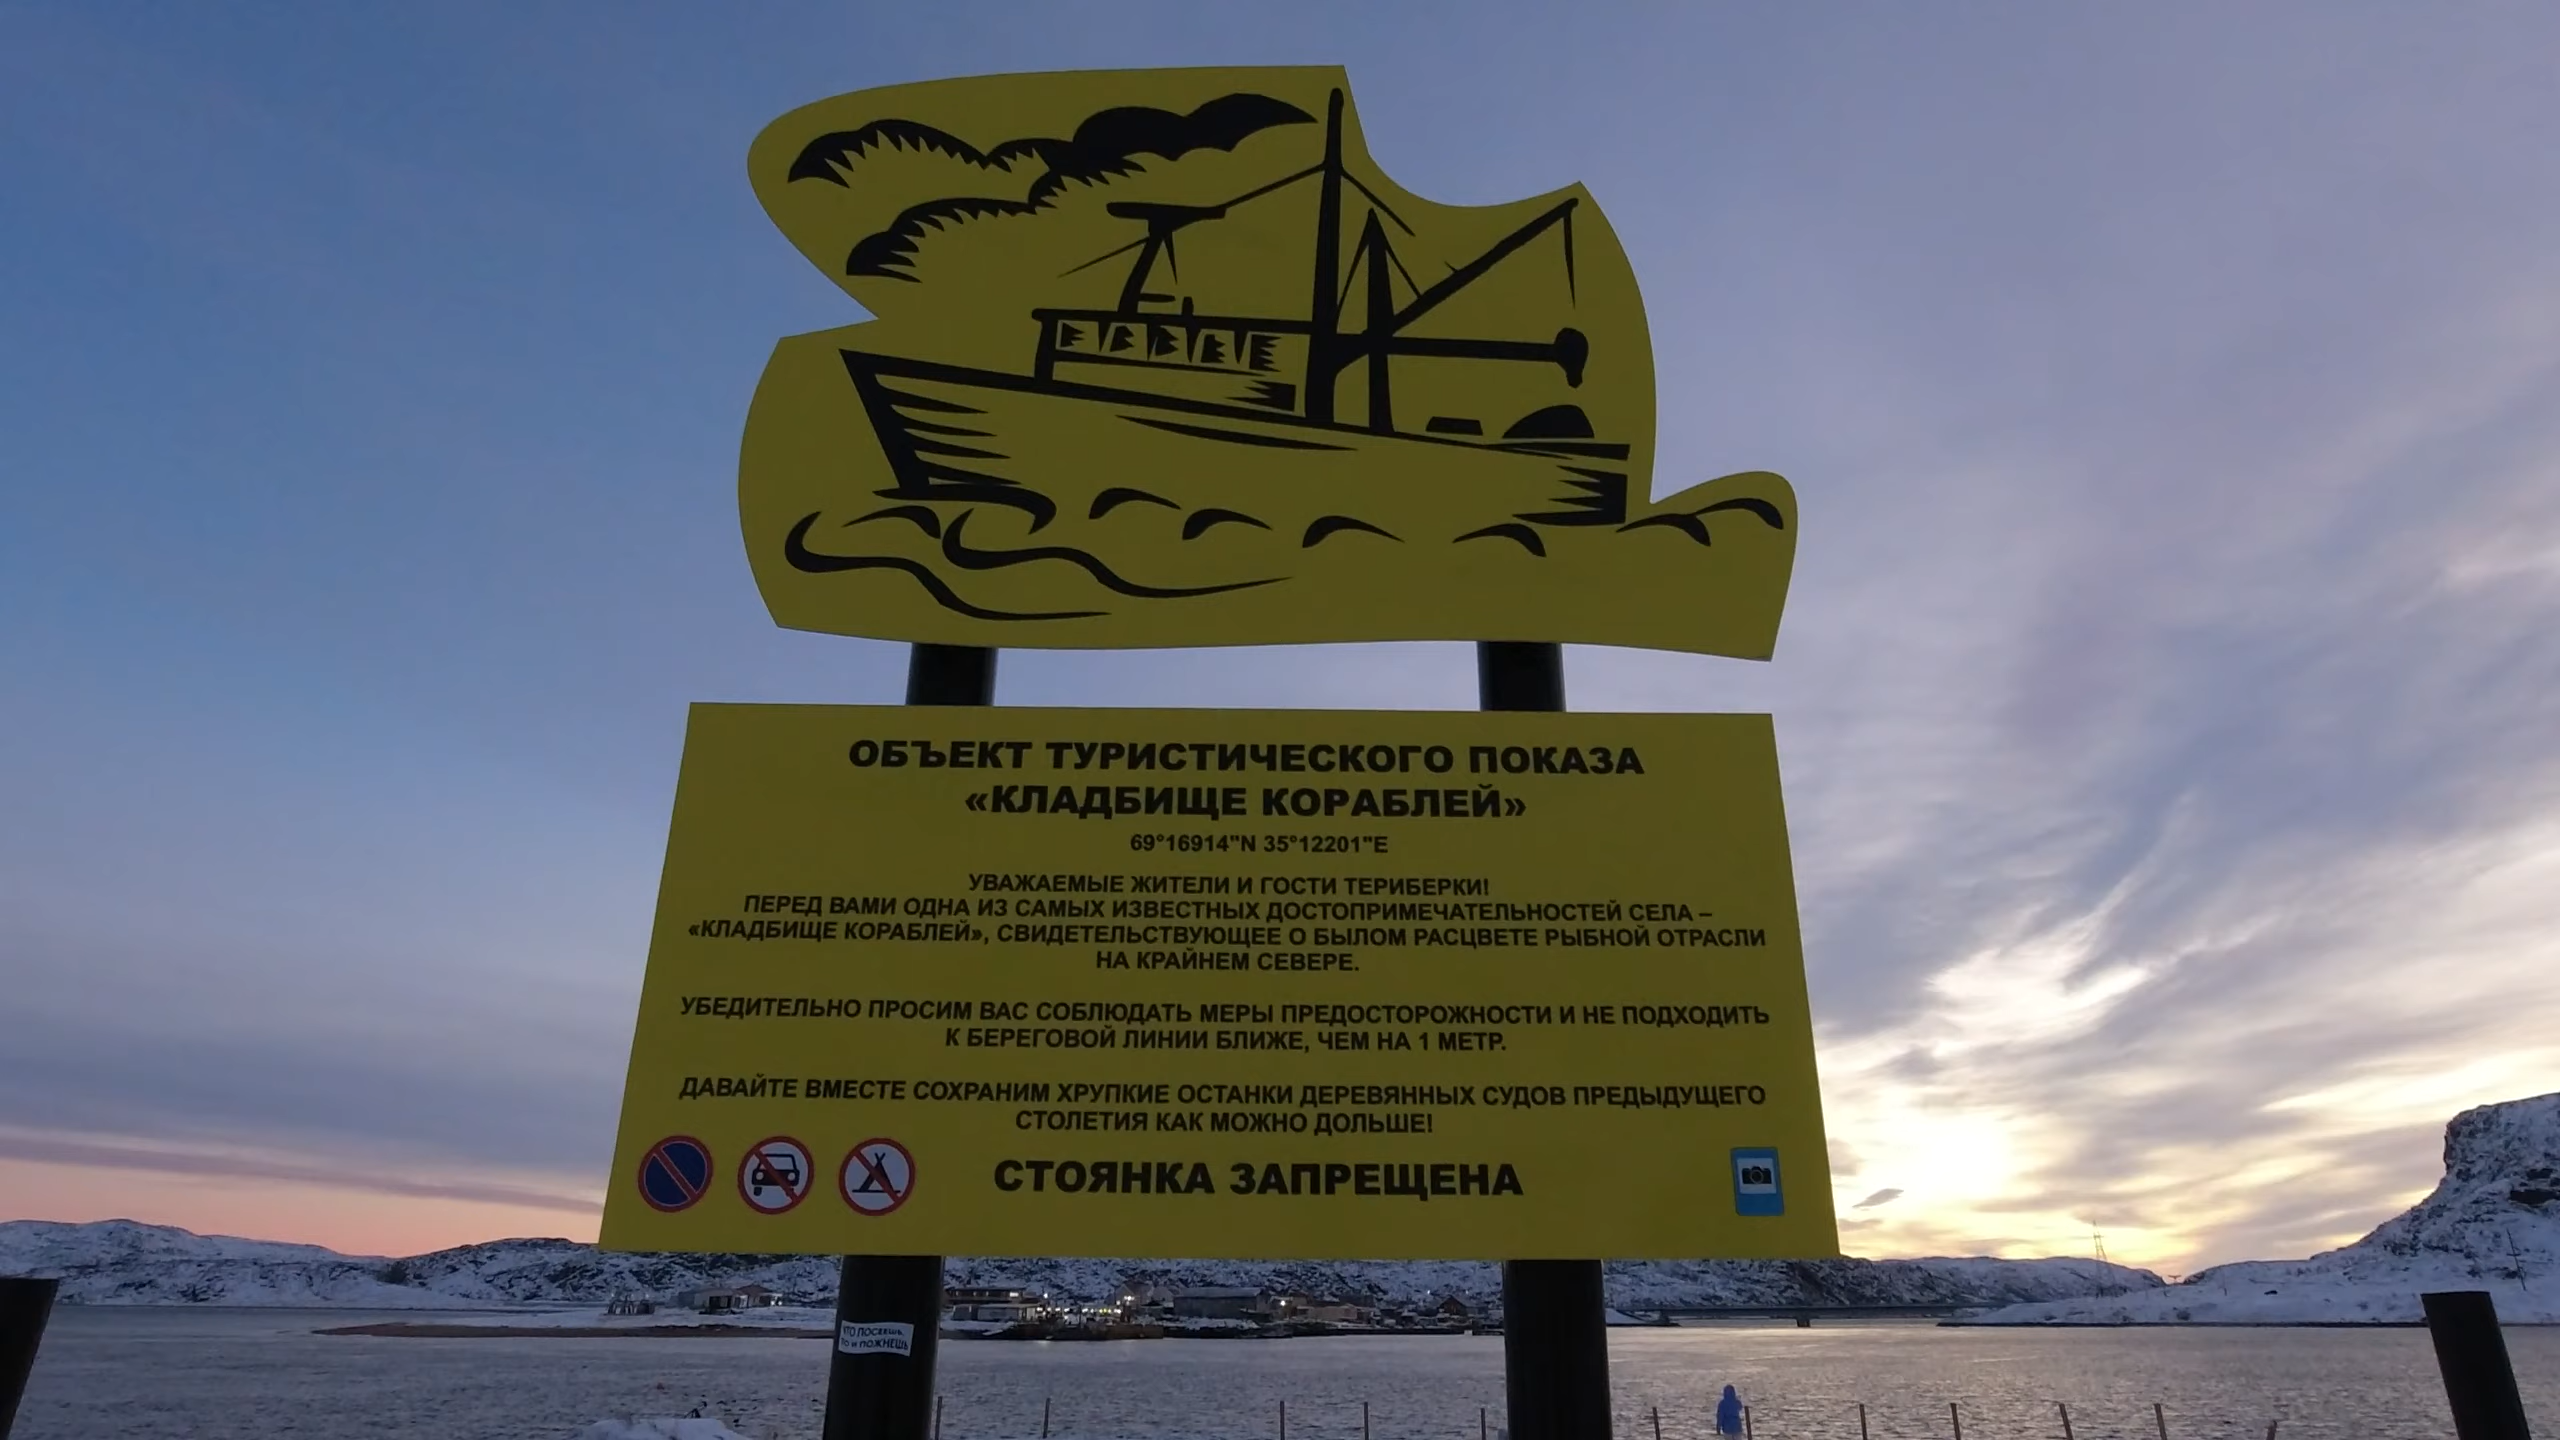 ОБЪЕКТ ТУРИСТИЧЕСКОГО ПОКАЗА
«КЛАДБИЩЕ КОРАБЛЕЙ»
69°16914"N 35°12201"E
УВАЖАЕМЫЕ ЖИТЕЛИ И ГОСТИ ТЕРИБЕРКИ!
ПЕРЕД ВАМИ ОДНА ИЗ САМЫХ ИЗВЕСТНЫХ ДОСТОПРИМЕЧАТЕЛЬНОСТЕЙ СЕЛА –
«КЛАДБИЩЕ КОРАБЛЕЙ», СВИДЕТЕЛЬСТВУЮЩЕЕ О БЫЛОМ РАСЦВЕТЕ РЫБНОЙ ОТРАСЛИ
НА КРАЙНЕМ СЕВЕРЕ.
УБЕДИТЕЛЬНО ПРОСИМ ВАС СОБЛЮДАТЬ МЕРЫ ПРЕДОСТОРОЖНОСТИ И НЕ ПОДХОДИТЬ
К БЕРЕГОВОЙ ЛИНИИ БЛИЖЕ, ЧЕМ НА 1 МЕТР.
ДАВАЙТЕ ВМЕСТЕ СОХРАНИМ ХРУПКИЕ ОСТАНКИ ДЕРЕВЯННЫХ СУДОВ ПРЕДЫДУЩЕГО
СТОЛЕТИЯ КАК МОЖНО ДОЛЬШЕ!
СТОЯНКА ЗАПРЕЩЕНА
ЧТО ПОСЕЕШЬ,
ТО И ПОЖНЕШЬ